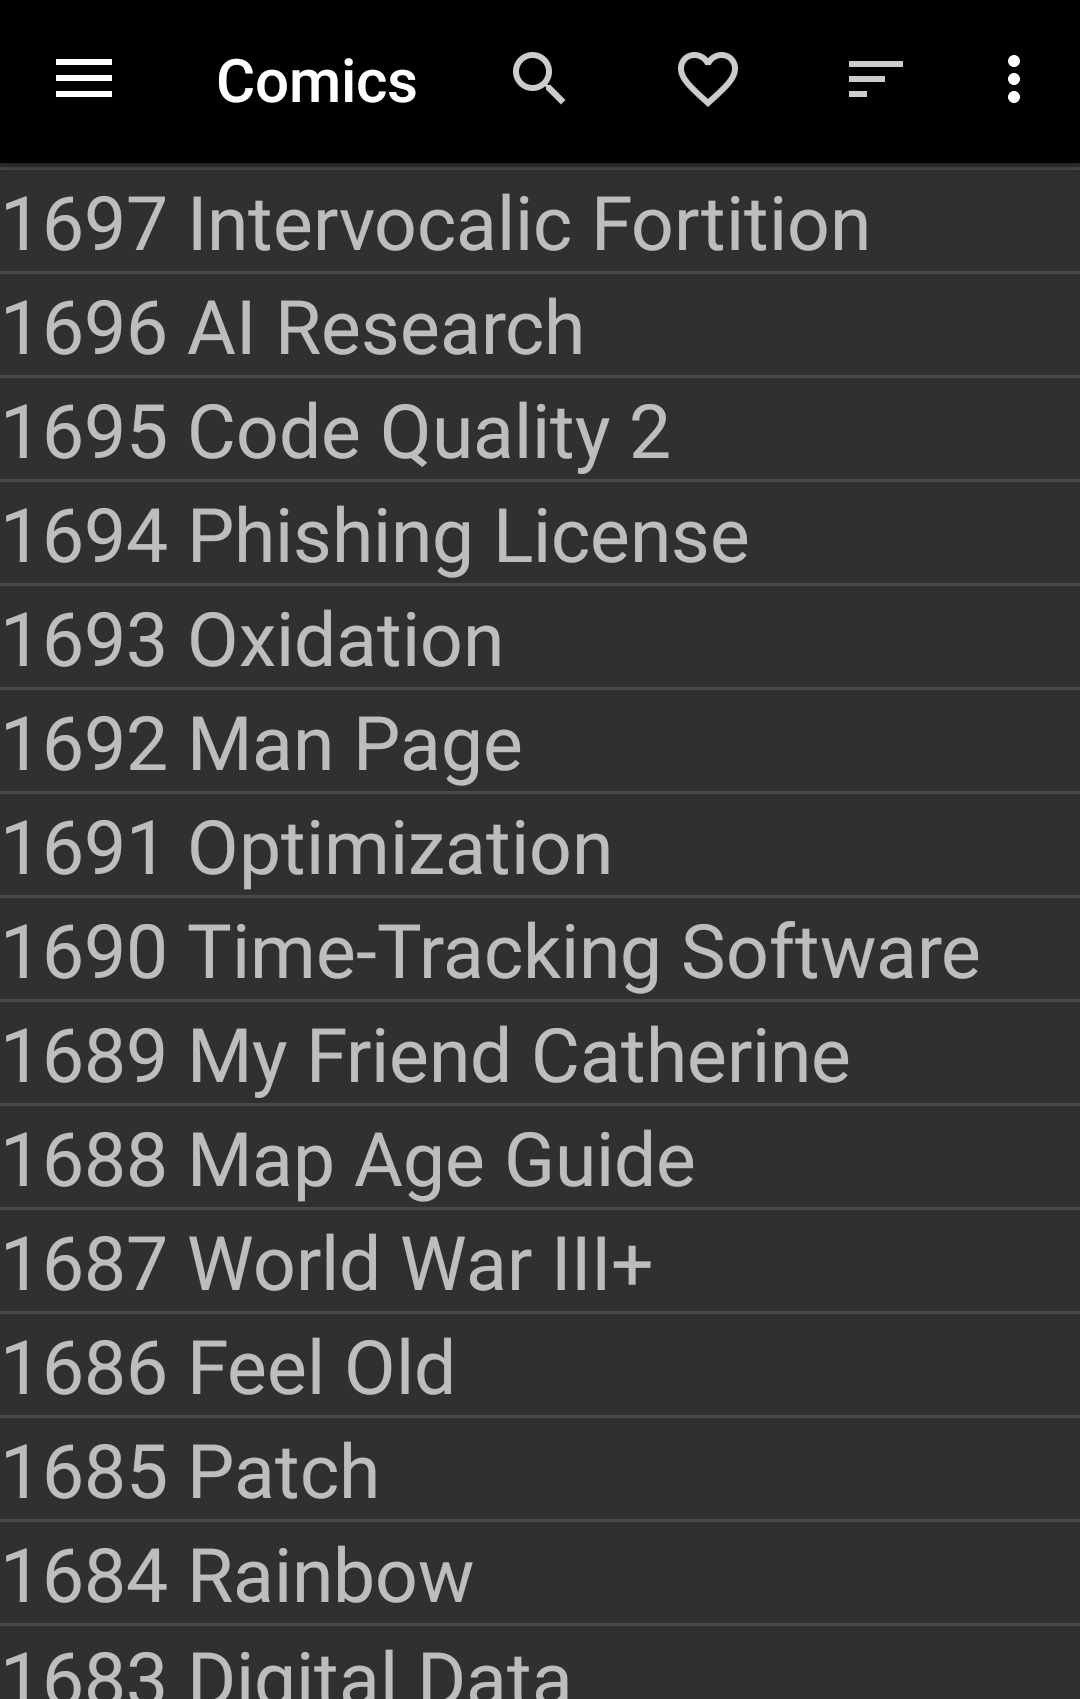 Comics
1697 Intervocalic Fortition
1696 AI Research
1695 Code Quality 2
1694 Phishing License
1693 Oxidation
1692 Man Page
1691 Optimization
1690 Time-Tracking Software
1689 My Friend Catherine
1688 Map Age Guide
1687 World War III+
1686 Feel Old
1685 Patch
1684 Rainbow
1683 Digital Data